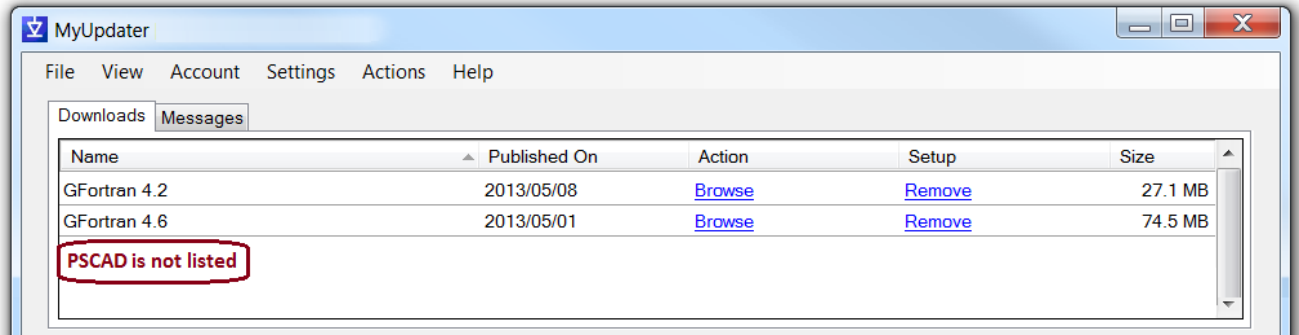 MyUpdater
File View Account Settings Actions Help
Downloads Messages
Name Published On Action Setup Size
GFortran 4.2 2013/05/08 Browse Remove 27.1 MB
GFortran 4.6 2013/05/01 Browse Remove 74.5 MB
PSCAD is not listed